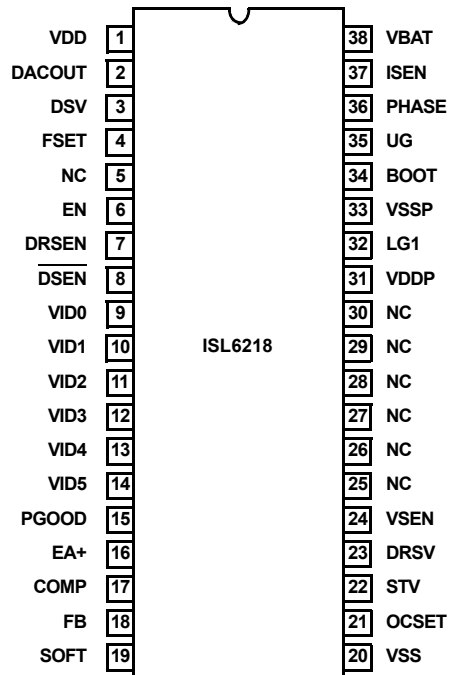 VDD 1 38 VBAT
DACOUT 2 37 ISEN
DSV 3 36 PHASE
FSET 4 35 UG
NC 5 34 BOOT
EN 6 33 VSSP
DRSEN 7 32 LG1
DSEN 8 31 VDDP
VID0 9 30 NC
VID1 10 ISL6218 29 NC
VID2 11 28 NC
VID3 12 27 NC
VID4 13 26 NC
VID5 14 25 NC
PGOOD 15 24 VSEN
EA+ 16 23 DRSV
COMP 17 22 STV
FB 18 21 OCSET
SOFT 19 20 VSS